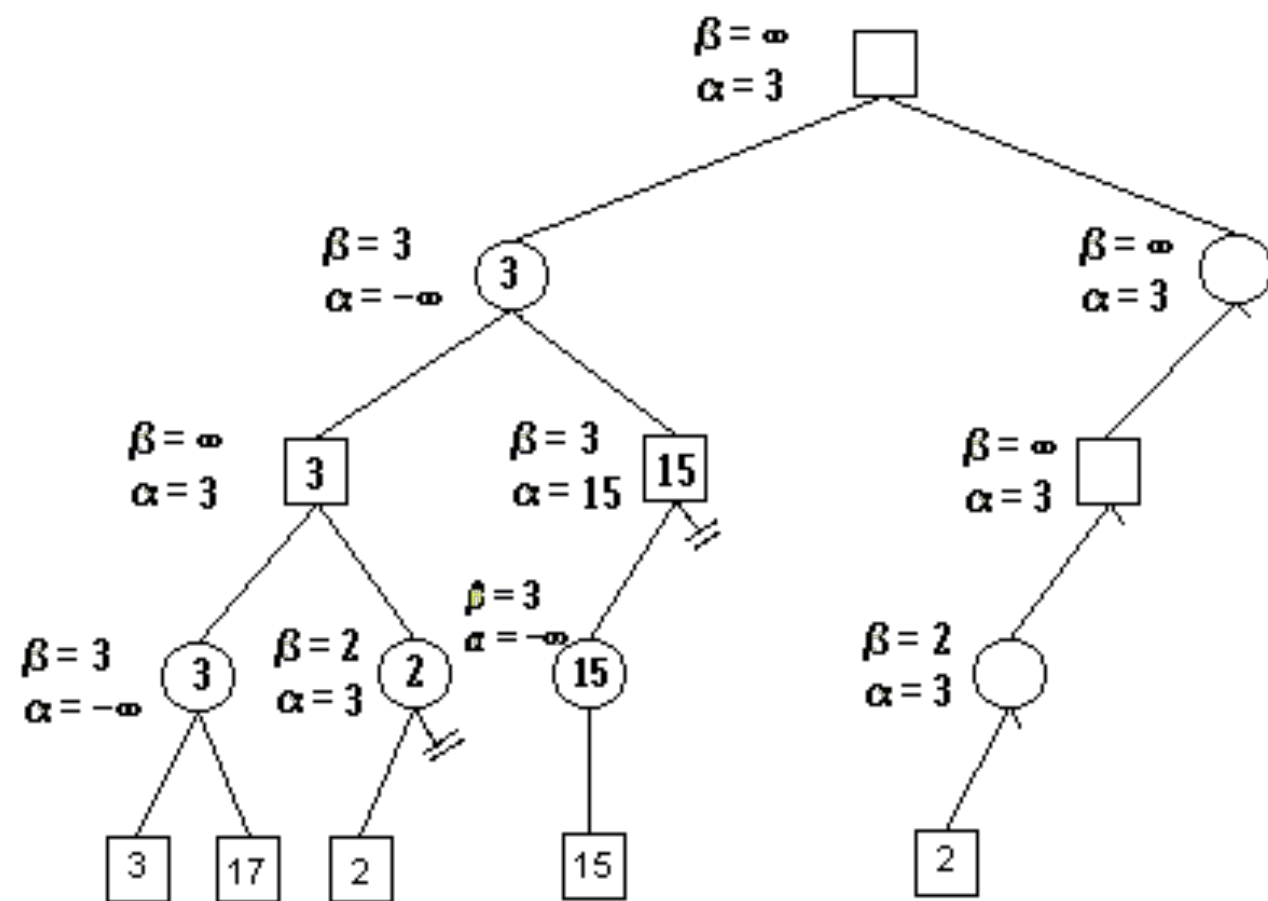 β = ∞
α = 3
β = 3
α = -∞
3
β = ∞
α = 3
β = ∞
α = 3
3
β = 3
α = 15
15
β = ∞
α = 3
β = 3
α = -∞
3
β = 2
α = 3
2
β = 3
α = -∞
15
β = 2
α = 3
3
17
2
15
2